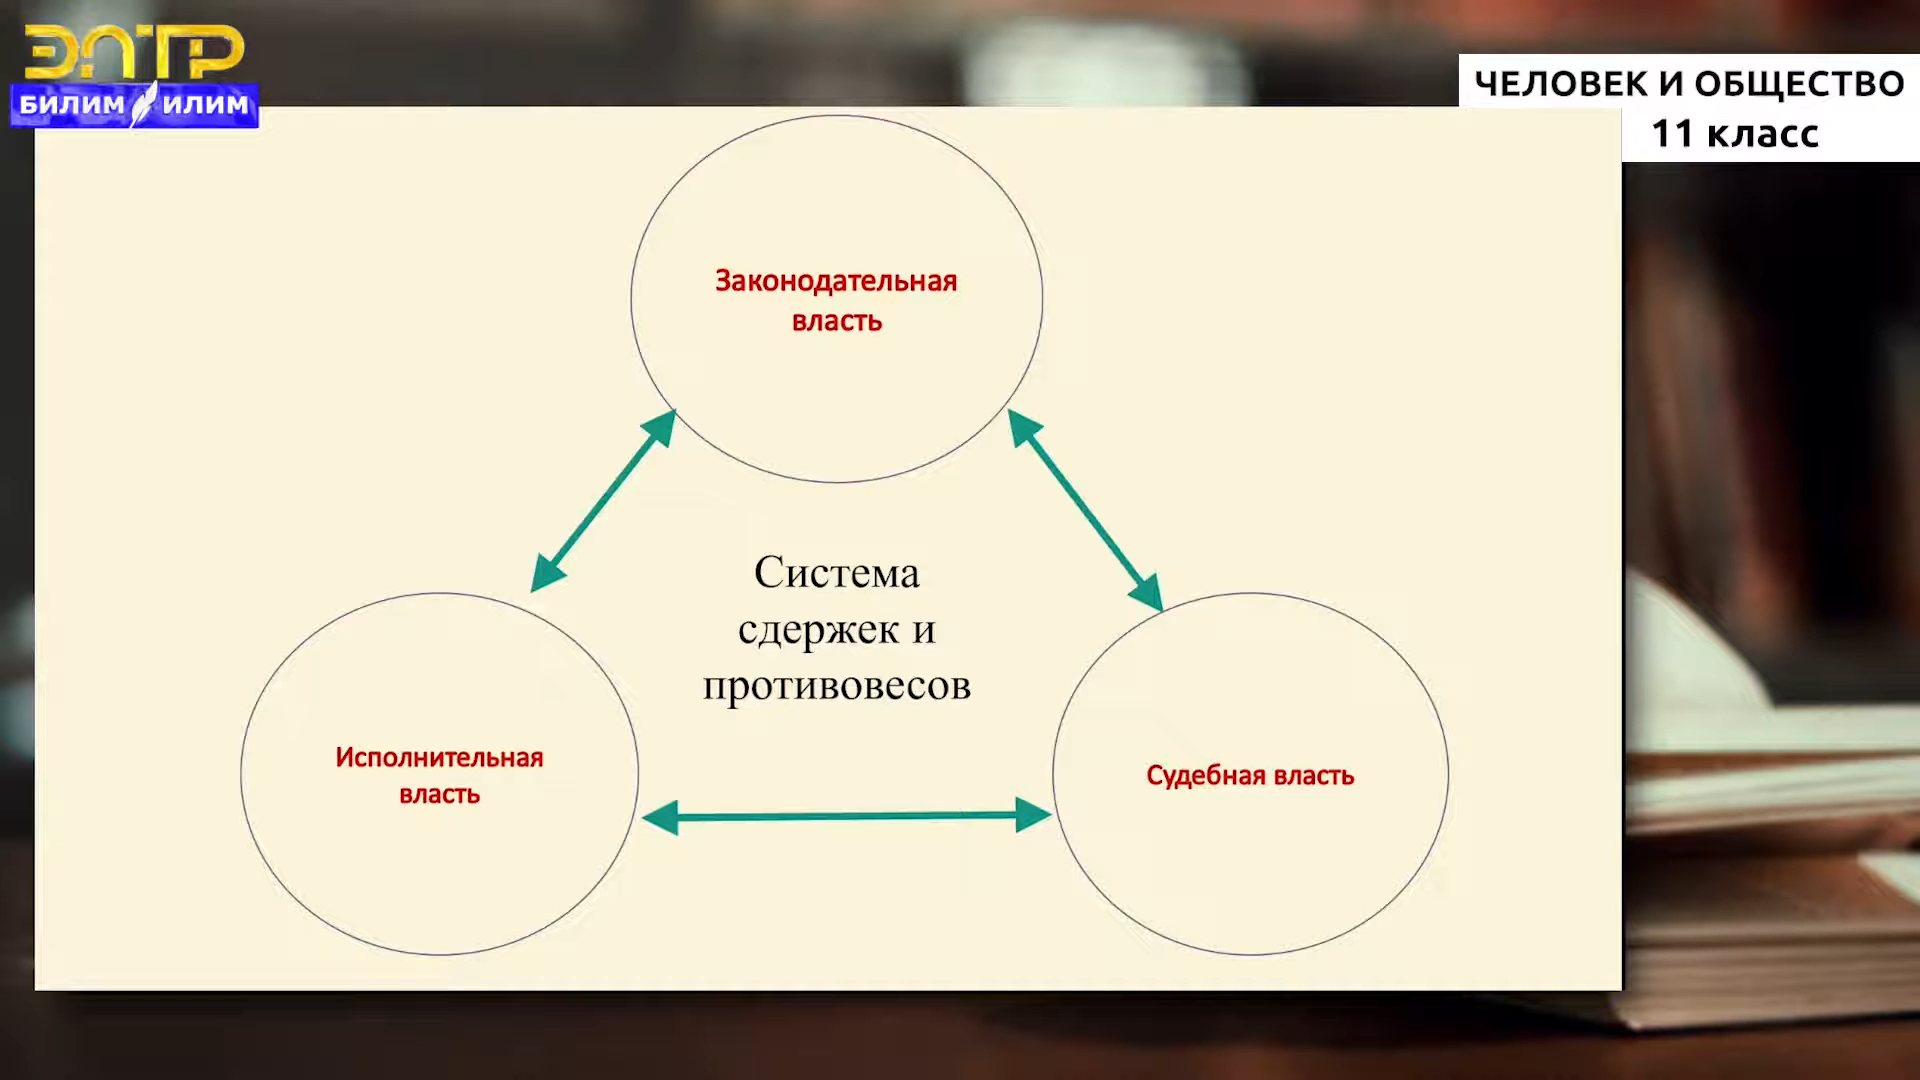 ЭЛТР
БИЛИМ ИЛИМ
ЧЕЛОВЕК И ОБЩЕСТВО
11 класс
Законодательная
власть
Система
сдержек и
противовесов
Исполнительная
власть
Судебная власть